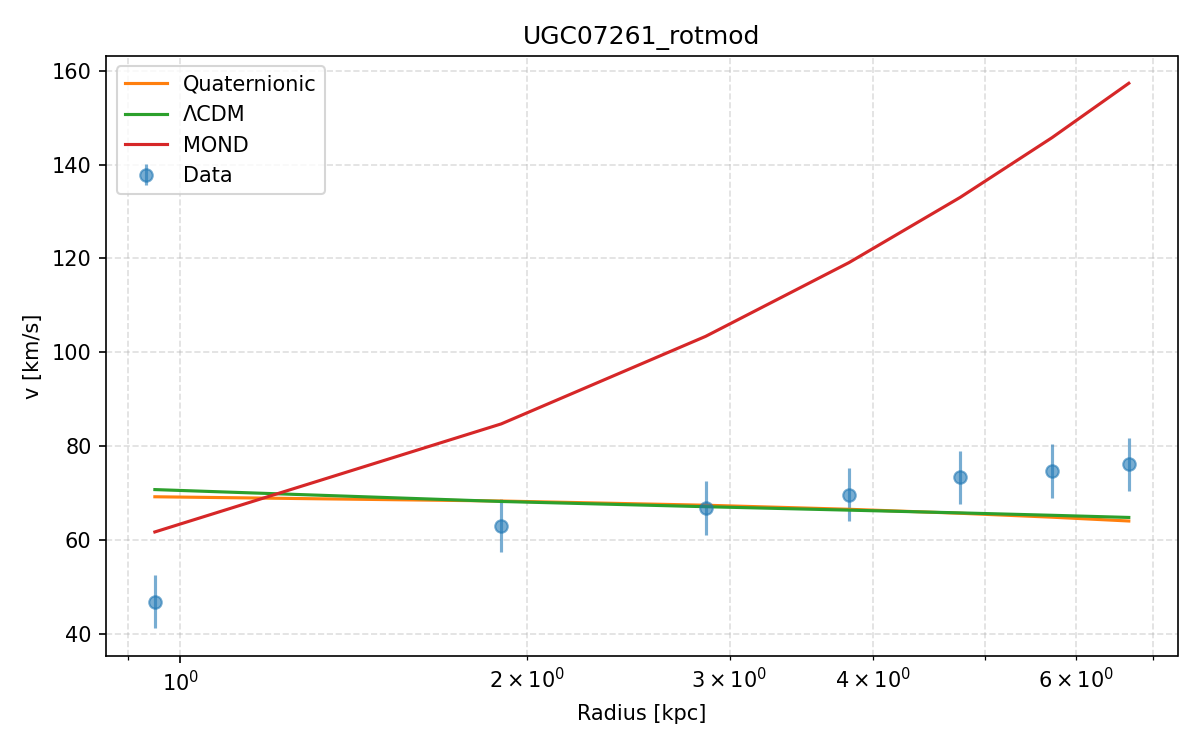 UGC07261_rotmod
Quaternionic
ΛCDM
MOND
Data
160
140
120
100
80
60
40
v [km/s]
10⁰
2 × 10⁰
3 × 10⁰
4 × 10⁰
6 × 10⁰
Radius [kpc]